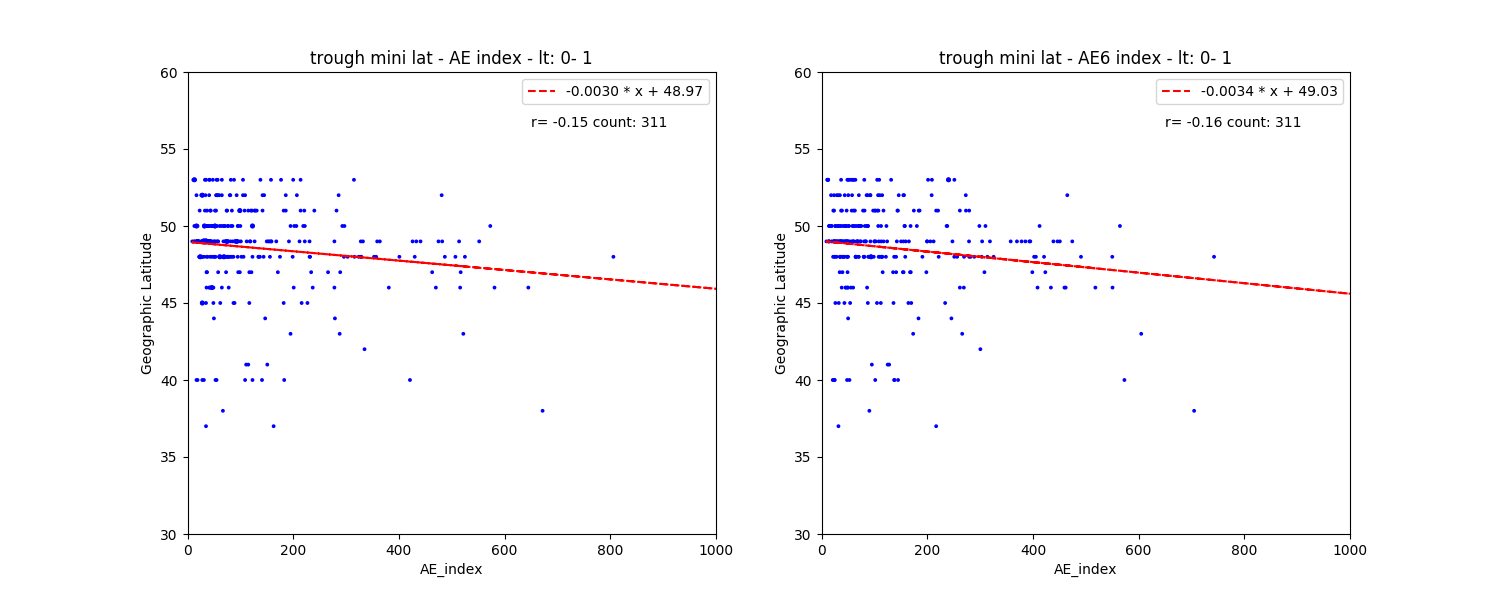 trough mini lat - AE index - lt: 0- 1
-0.0030 * x + 48.97
r= -0.15 count: 311
Geographic Latitude
60
55
50
45
40
35
30
0 200 400 600 800 1000
AE_index
trough mini lat - AE6 index - lt: 0- 1
-0.0034 * x + 49.03
r= -0.16 count: 311
Geographic Latitude
60
55
50
45
40
35
30
0 200 400 600 800 1000
AE_index